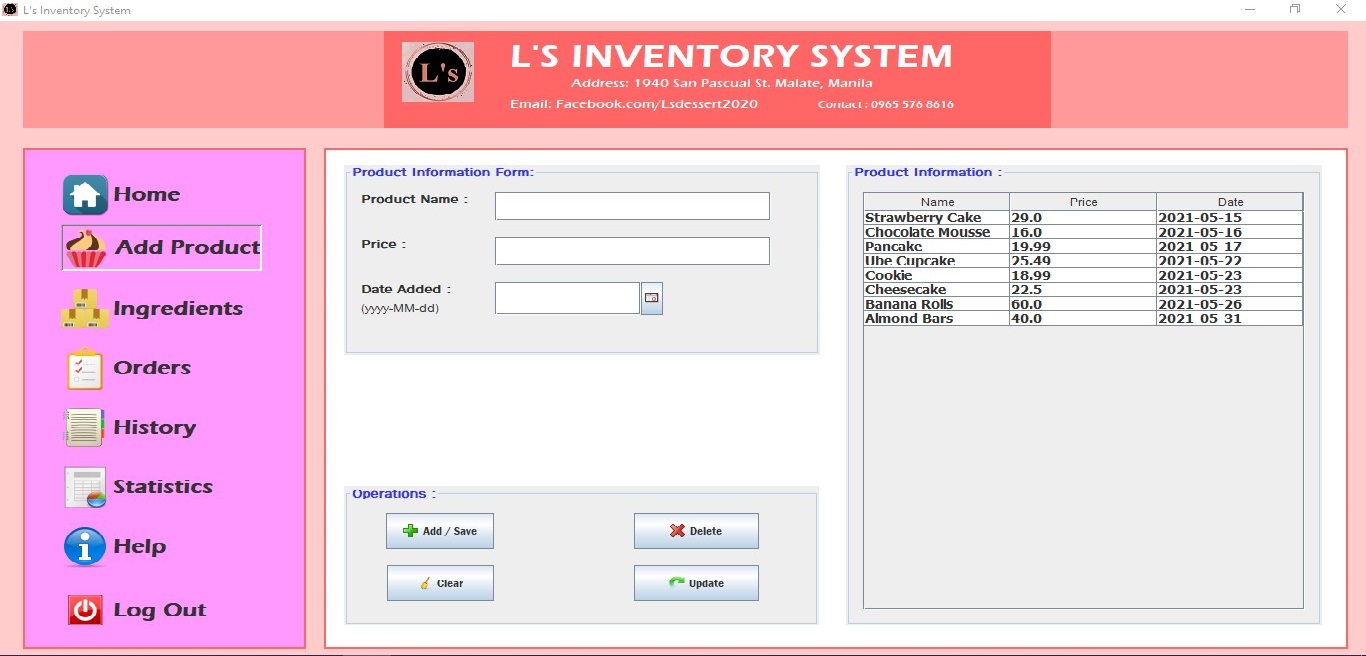 L's Inventory System
L's
L'S INVENTORY SYSTEM
Address: 1940 San Pascual St. Malate, Manila
Email: Facebook.com/Lsdessert2020 Contact : 0965 576 8616
Home
Add Product
Ingredients
Orders
History
Statistics
Help
Log Out
Product Information Form:
Product Name :
Price :
Date Added :
(yyyy-MM-dd)
Operations :
Add / Save Delete
Clear Update
Product Information :
Name Price Date
Strawberry Cake 29.0 2021-05-15
Chocolate Mousse 16.0 2021-05-16
Pancake 19.99 2021-05-17
Ube Cupcake 25.49 2021-05-22
Cookie 18.99 2021-05-23
Cheesecake 22.5 2021-05-23
Banana Rolls 60.0 2021-05-26
Almond Bars 40.0 2021-05-31